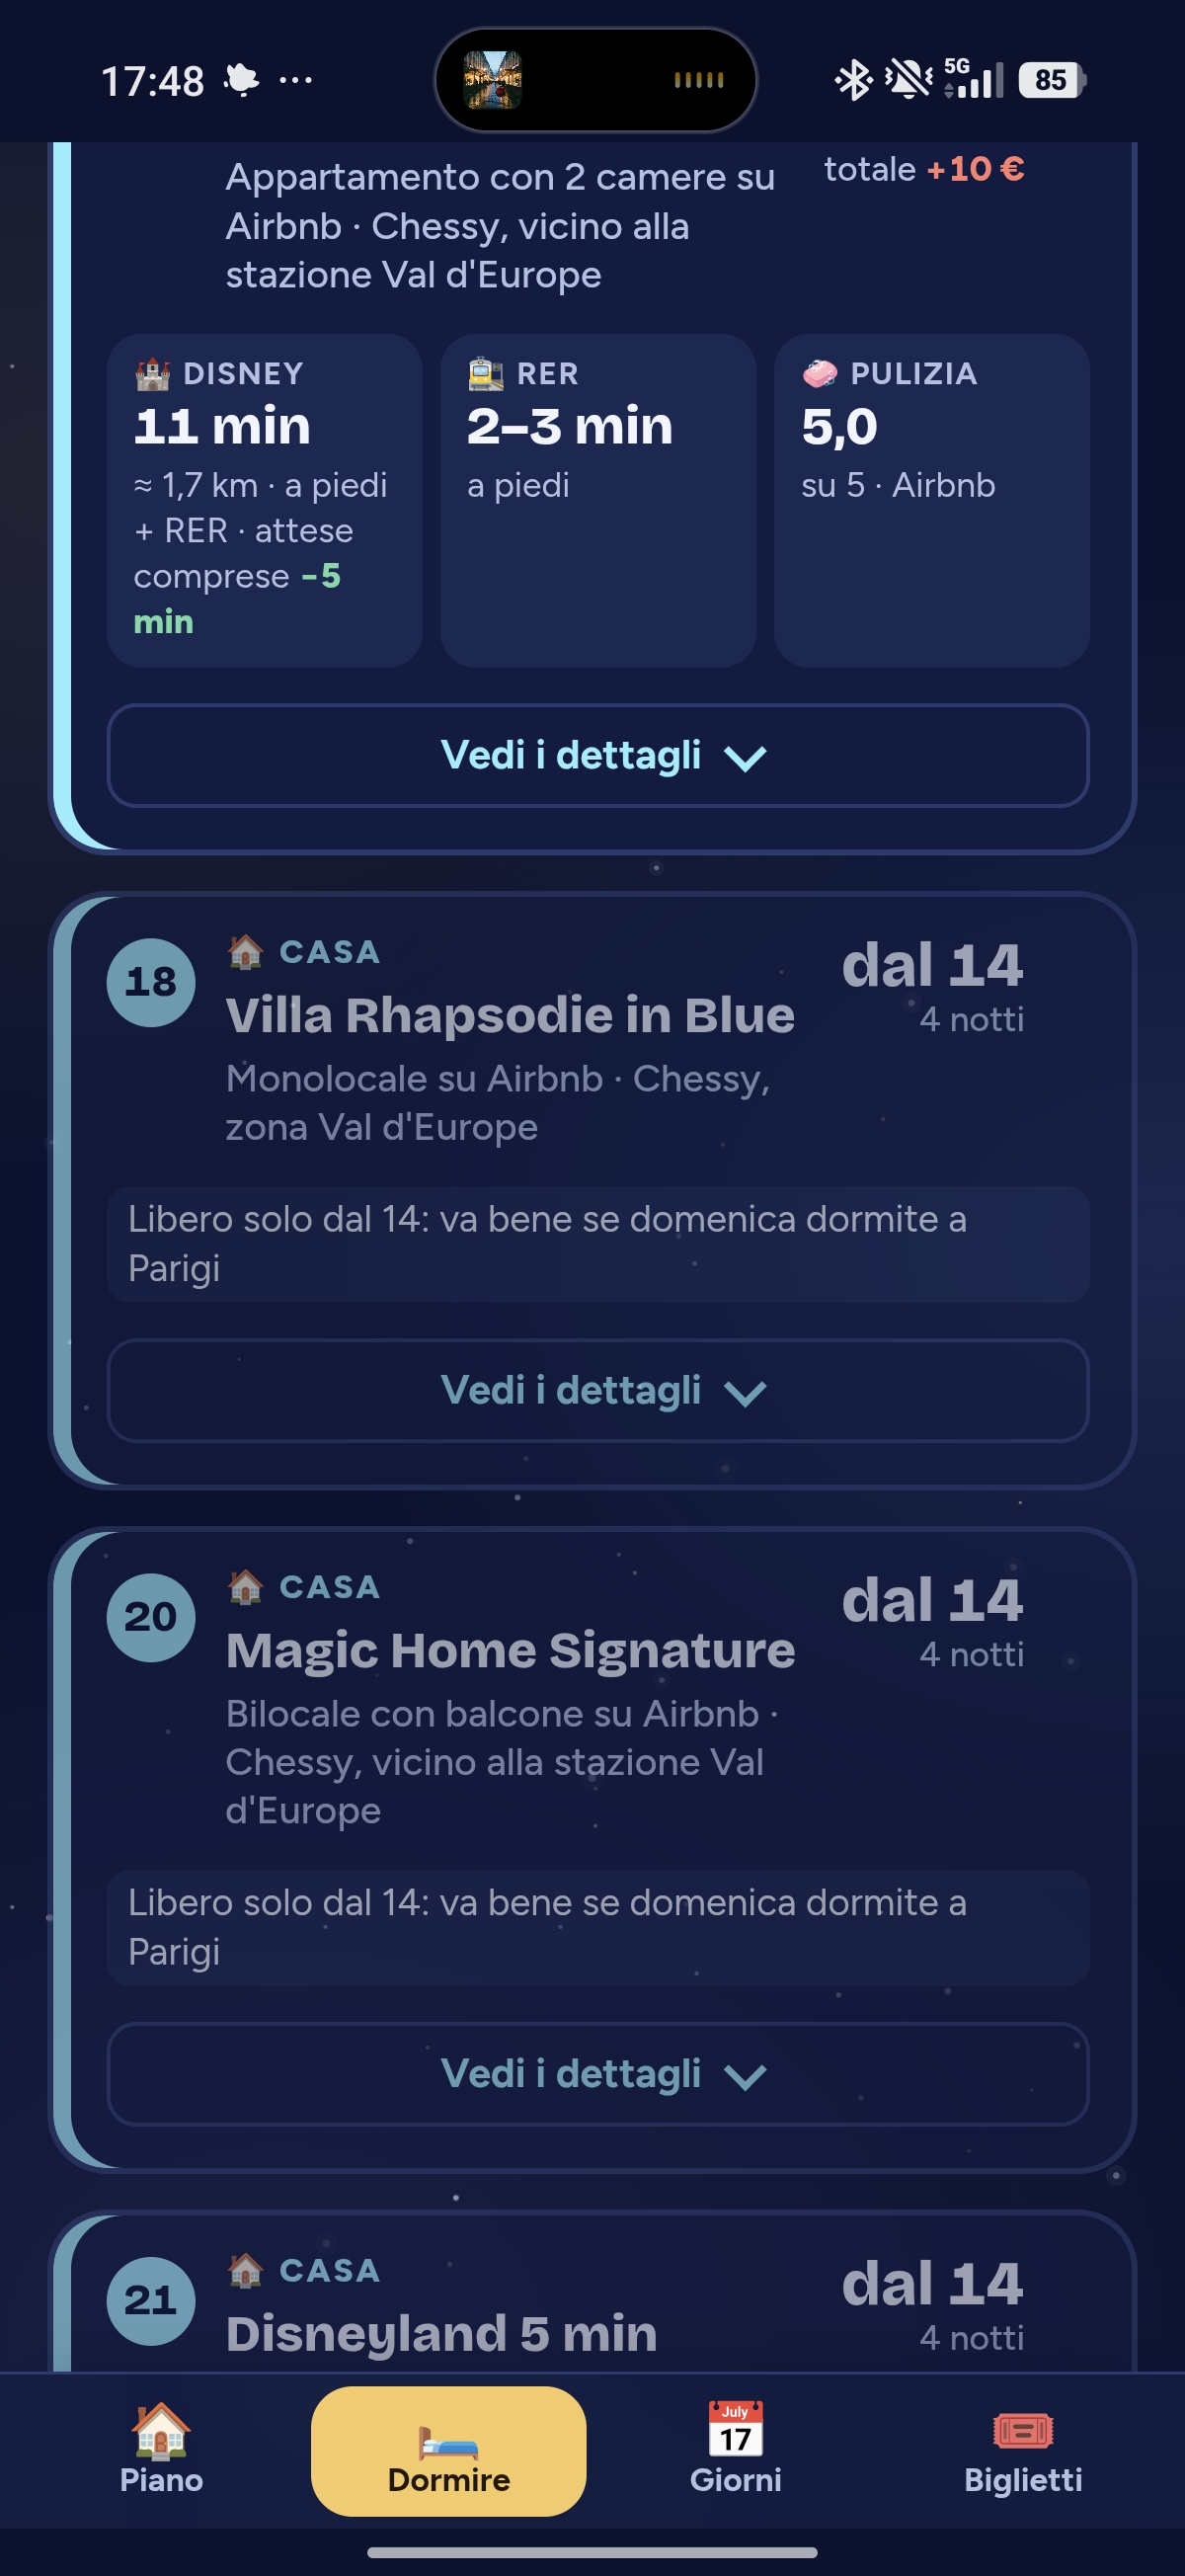 17:48
5G
85
Appartamento con 2 camere su
Airbnb · Chessy, vicino alla
stazione Val d'Europe
totale +10 €
DISNEY
11 min
≈ 1,7 km · a piedi
+ RER · attese
comprese −5
min
RER
2–3 min
a piedi
PULIZIA
5,0
su 5 · Airbnb
Vedi i dettagli
18
CASA
Villa Rhapsodie in Blue
Monolocale su Airbnb · Chessy,
zona Val d'Europe
dal 14
4 notti
Libero solo dal 14: va bene se domenica dormite a
Parigi
Vedi i dettagli
20
CASA
Magic Home Signature
Bilocale con balcone su Airbnb ·
Chessy, vicino alla stazione Val
d'Europe
dal 14
4 notti
Libero solo dal 14: va bene se domenica dormite a
Parigi
Vedi i dettagli
21
CASA
Disneyland 5 min
dal 14
4 notti
Piano
Dormire
July
17
Giorni
Biglietti